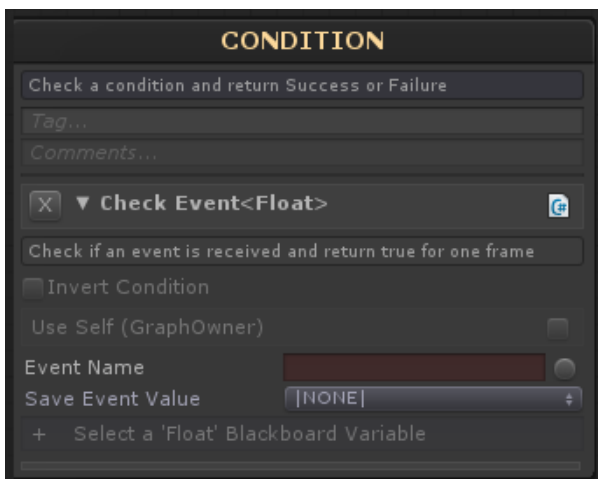 CONDITION
Check a condition and return Success or Failure
Tag...
Comments...
X ▼ Check Event<Float> C#
Check if an event is received and return true for one frame
Invert Condition
Use Self (GraphOwner)
Event Name
Save Event Value |NONE|
+ Select a 'Float' Blackboard Variable